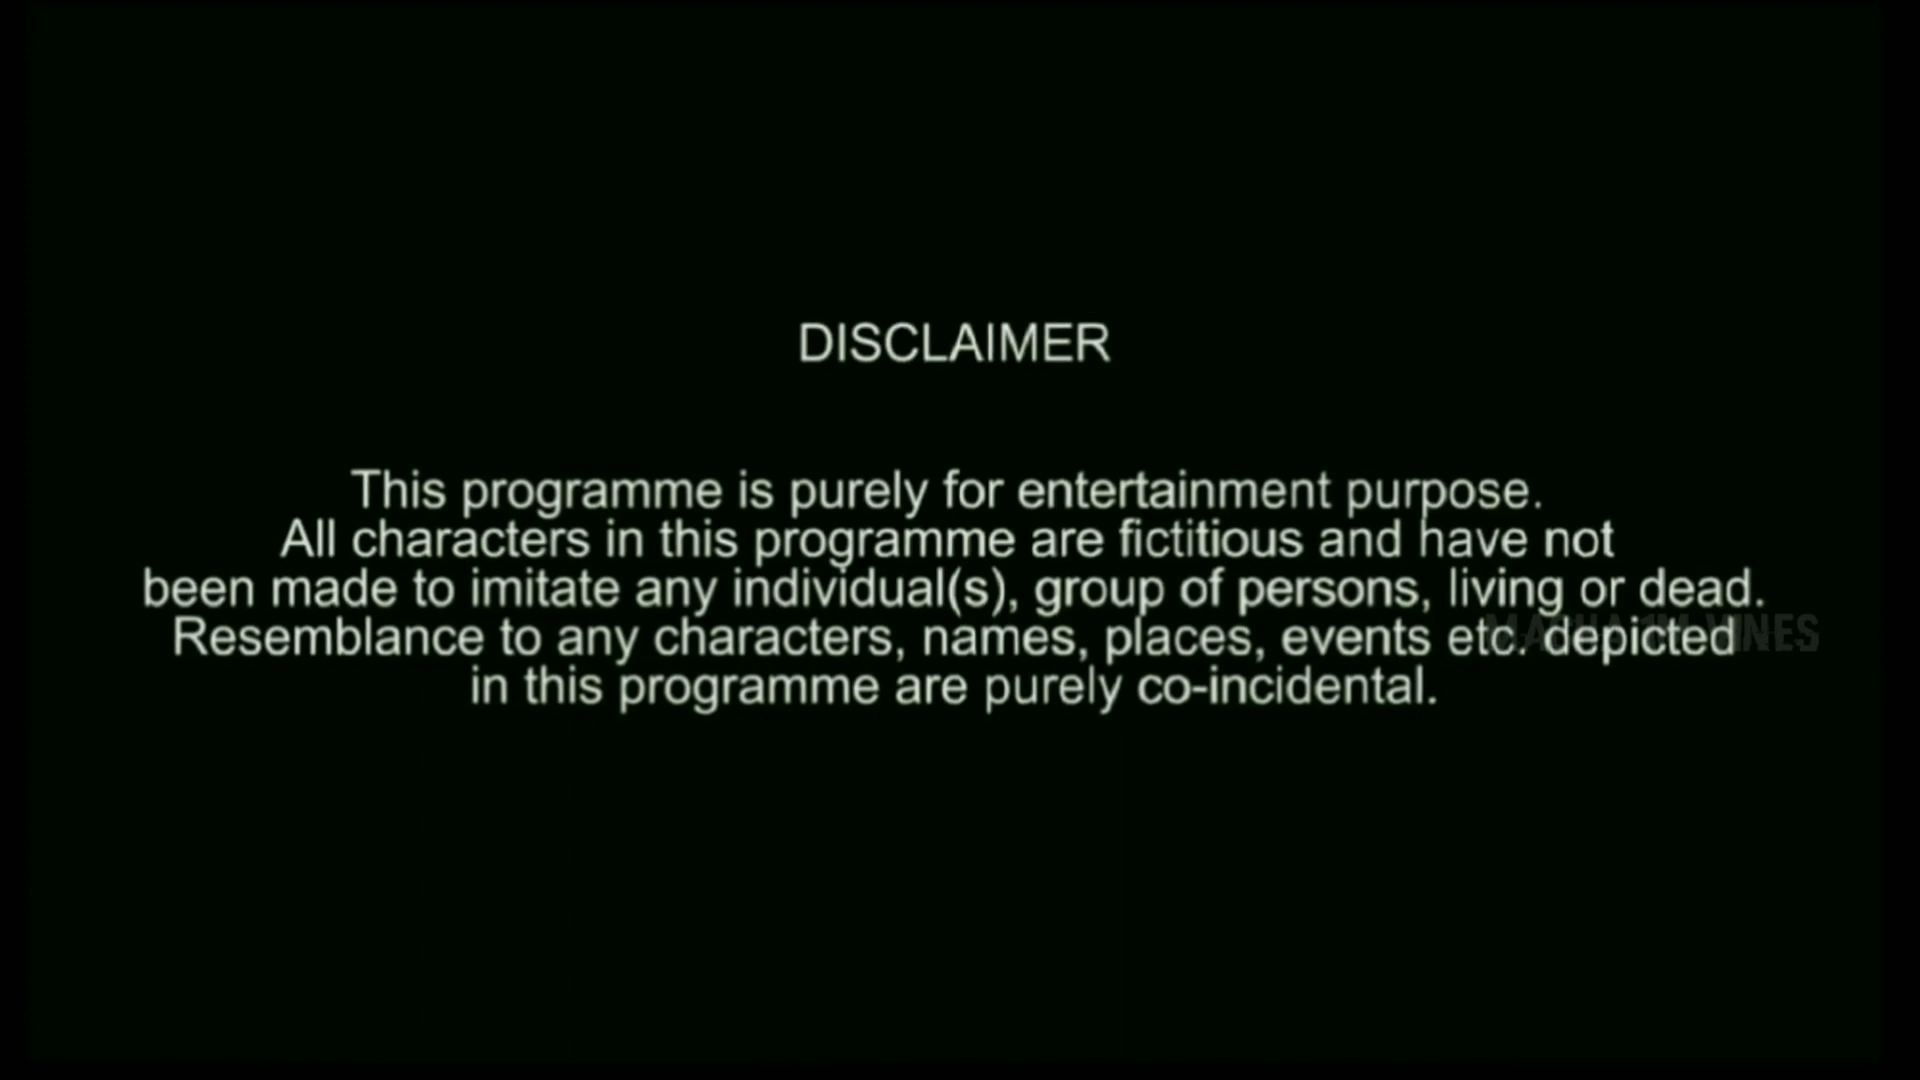 DISCLAIMER
This programme is purely for entertainment purpose.
All characters in this programme are fictitious and have not
been made to imitate any individual(s), group of persons, living or dead.
Resemblance to any characters, names, places, events etc. depicted
in this programme are purely co-incidental.